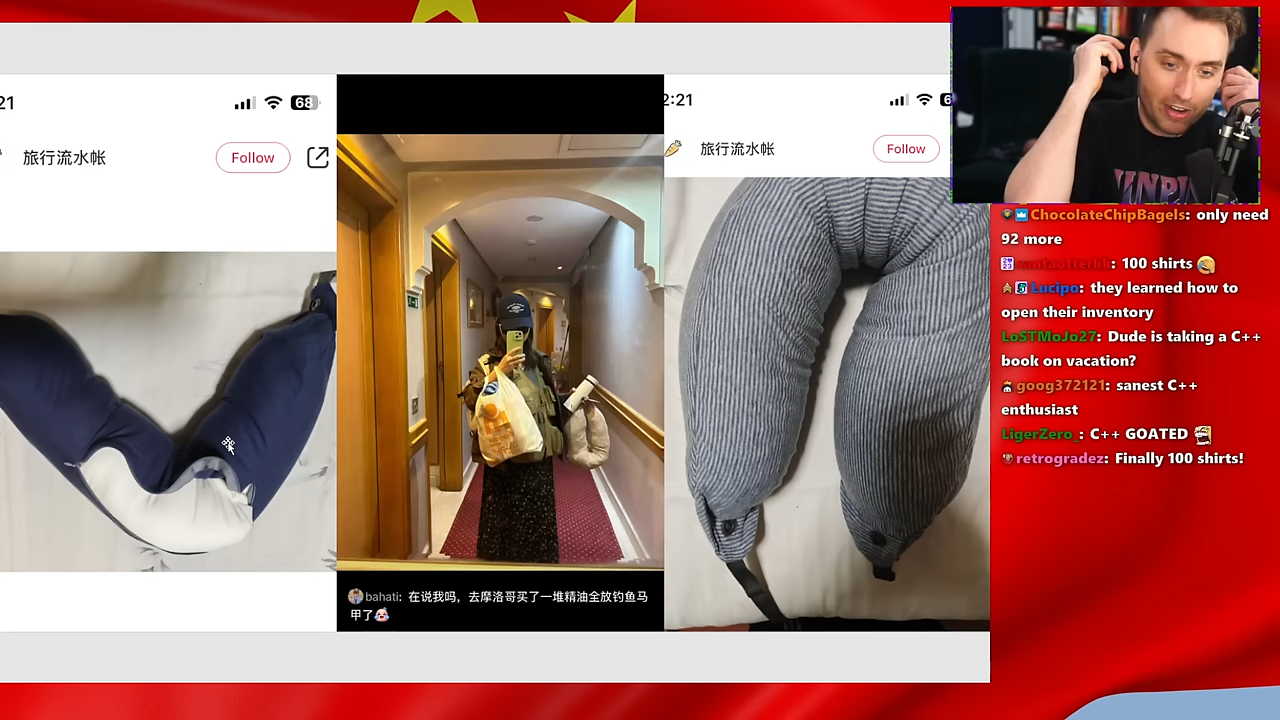 21
68
旅行流水帐
Follow
bahati: 在说我吗，去摩洛哥买了一堆精油全放钓鱼马
甲了
2:21
6
旅行流水帐
Follow
ChocolateChipBagels: only need
92 more
: 100 shirts
Lucipo: they learned how to
open their inventory
LoSTMoJo27: Dude is taking a C++
book on vacation?
goog372121: sanest C++
enthusiast
LigerZero_: C++ GOATED
retrogradez: Finally 100 shirts!